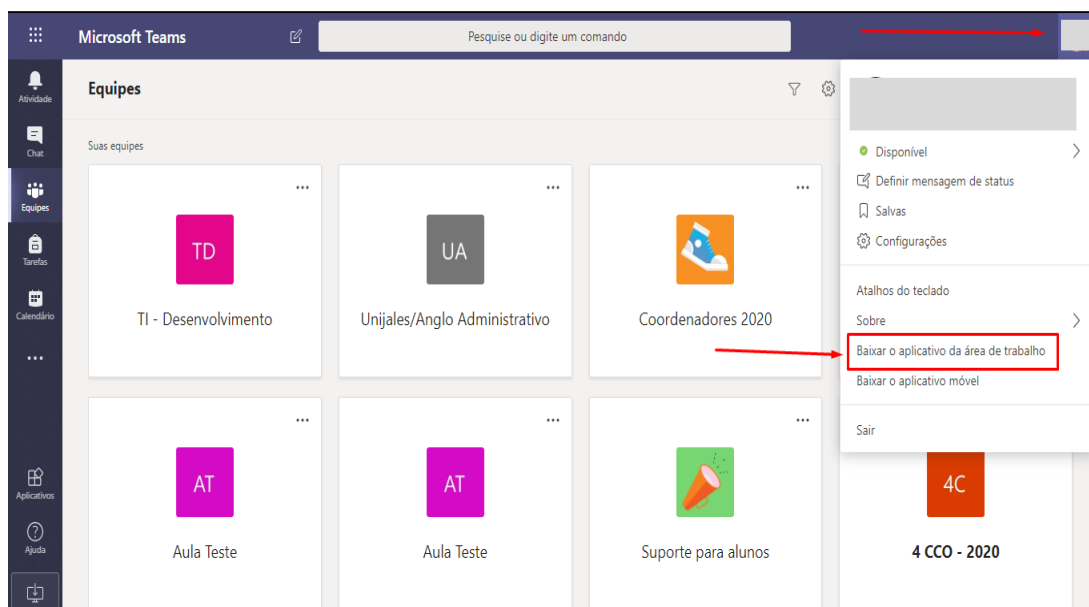 Microsoft Teams
Pesquise ou digite um comando
Atividade
Chat
Equipes
Tarefas
Calendário
Aplicativos
Ajuda
Equipes
Suas equipes
TD
TI - Desenvolvimento
UA
Unijales/Anglo Administrativo
Coordenadores 2020
AT
Aula Teste
AT
Aula Teste
Suporte para alunos
4C
4 CCO - 2020
Disponível
Definir mensagem de status
Salvas
Configurações
Atalhos do teclado
Sobre
Baixar o aplicativo da área de trabalho
Baixar o aplicativo móvel
Sair